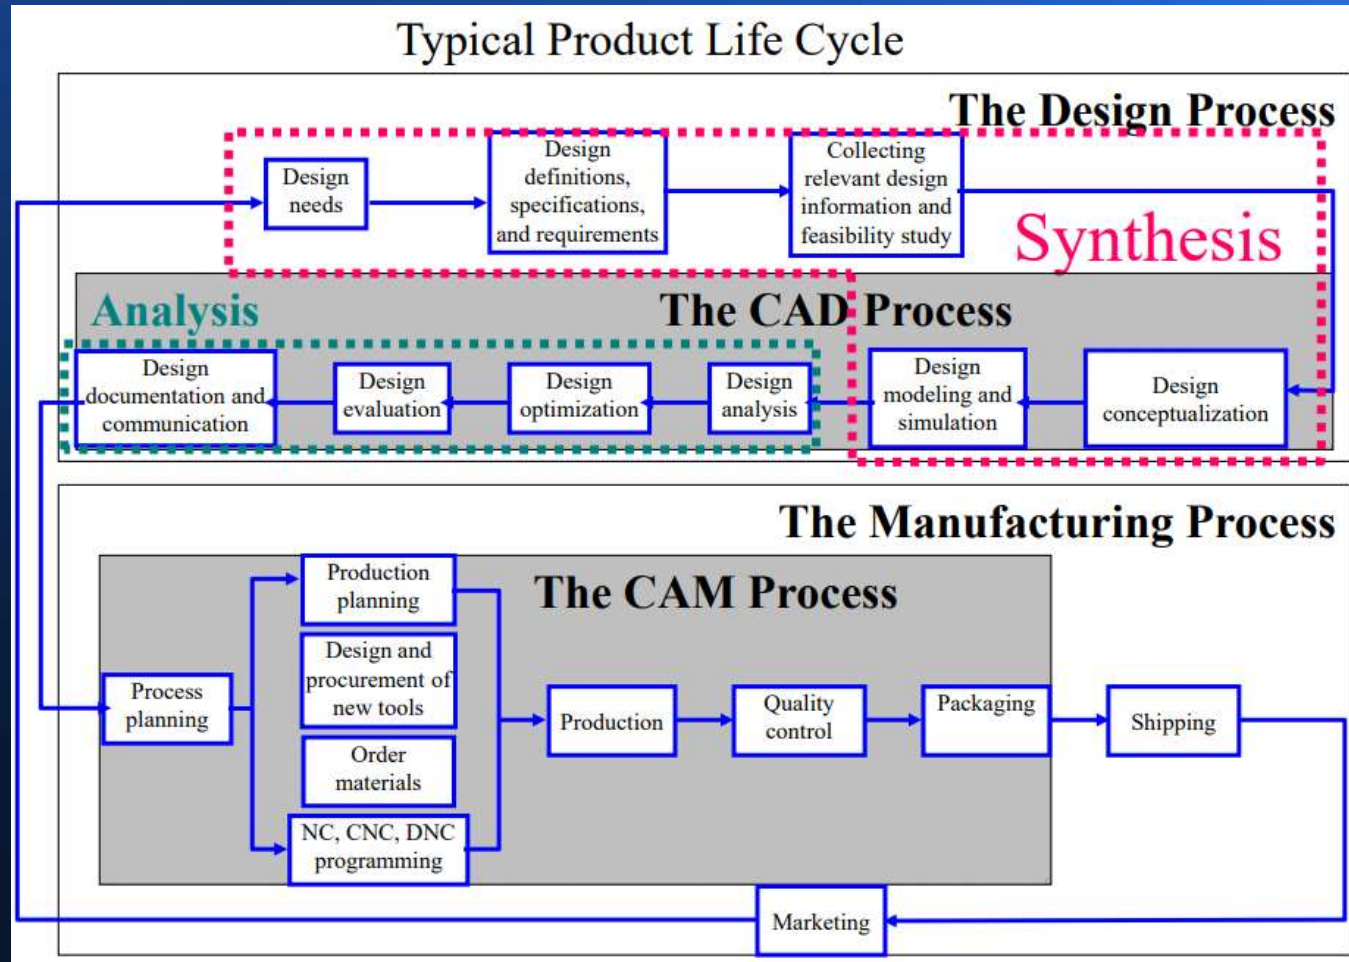 Typical Product Life Cycle
The Design Process
Design
needs
Design
definitions,
specifications,
and requirements
Collecting
relevant design
information and
feasibility study
Synthesis
Analysis
The CAD Process
Design
documentation and
communication
Design
evaluation
Design
optimization
Design
analysis
Design
modeling and
simulation
Design
conceptualization
The Manufacturing Process
The CAM Process
Process
planning
Production
planning
Design and
procurement of
new tools
Order
materials
NC, CNC, DNC
programming
Production
Quality
control
Packaging
Shipping
Marketing